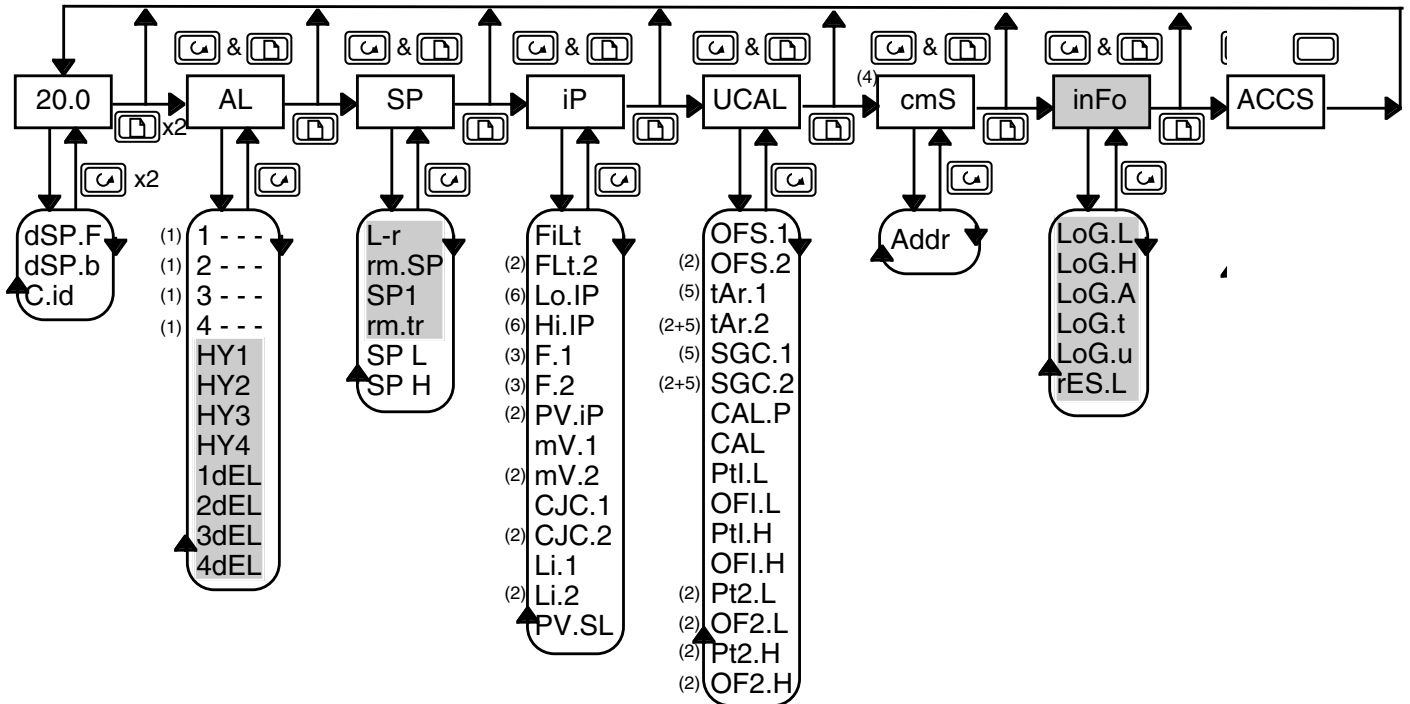 & & & & & &
20.0 AL SP iP UCAL (4) cmS inFo ACCS
x2
x2
dSP.F
dSP.b
C.id
(1) 1 - - -
(1) 2 - - -
(1) 3 - - -
(1) 4 - - -
HY1
HY2
HY3
HY4
1dEL
2dEL
3dEL
4dEL
L-r
rm.SP
SP1
rm.tr
SP L
SP H
FiLt
(2) FLt.2
(6) Lo.IP
(6) Hi.IP
(3) F.1
(3) F.2
(2) PV.iP
mV.1
(2) mV.2
CJC.1
(2) CJC.2
Li.1
(2) Li.2
PV.SL
OFS.1
(2) OFS.2
(5) tAr.1
(2+5) tAr.2
(5) SGC.1
(2+5) SGC.2
CAL.P
CAL
PtI.L
OFI.L
PtI.H
OFI.H
(2) Pt2.L
(2) OF2.L
(2) Pt2.H
(2) OF2.H
Addr
LoG.L
LoG.H
LoG.A
LoG.t
LoG.u
rES.L